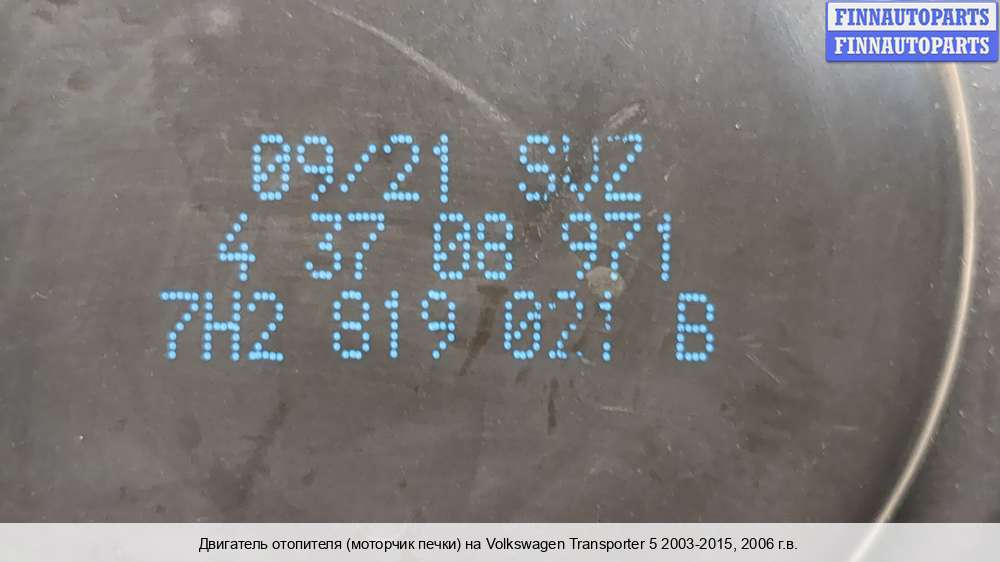 FINNAUTOPARTS
FINNAUTOPARTS
09/21 SVZ
4 37 08 971
7H2 819 021 B
Двигатель отопителя (моторчик печки) на Volkswagen Transporter 5 2003-2015, 2006 г.в.